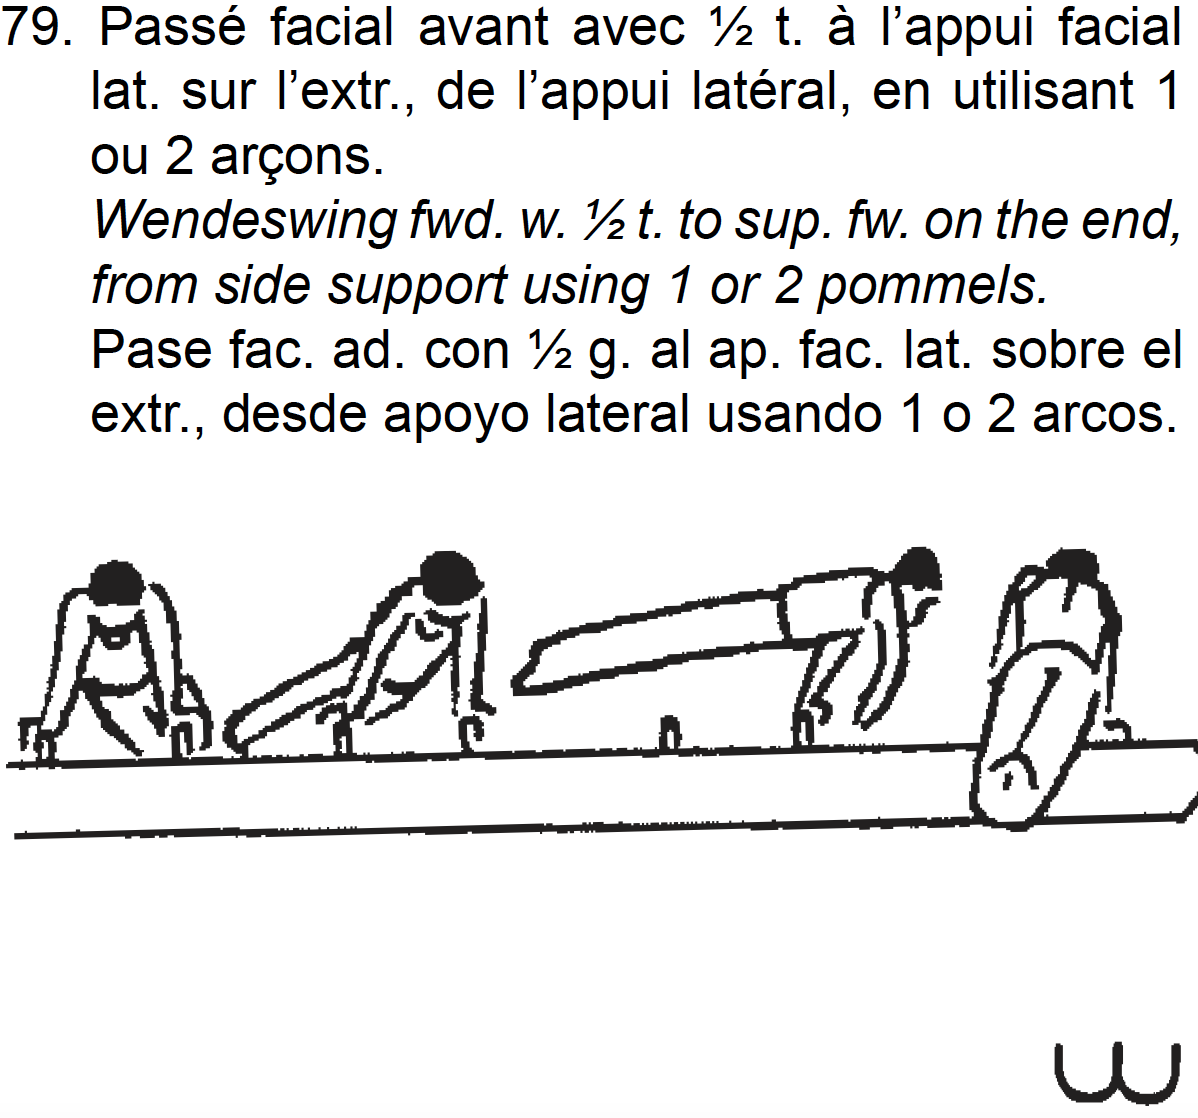 79. Passé facial avant avec ½ t. à l’appui facial
lat. sur l’extr., de l’appui latéral, en utilisant 1
ou 2 arçons.
Wendeswing fwd. w. ½ t. to sup. fw. on the end,
from side support using 1 or 2 pommels.
Pase fac. ad. con ½ g. al ap. fac. lat. sobre el
extr., desde apoyo lateral usando 1 o 2 arcos.